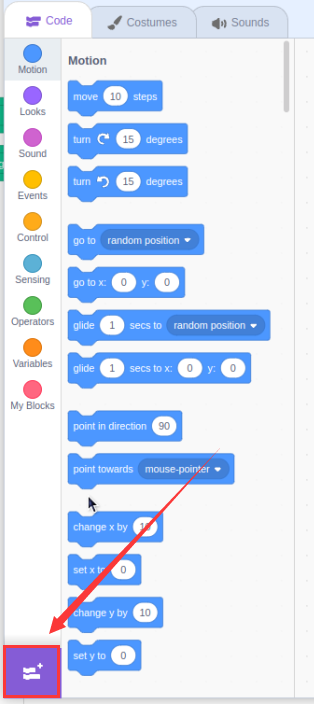 Code
Costumes
Sounds
Motion
Looks
Sound
Events
Control
Sensing
Operators
Variables
My Blocks
Motion
move 10 steps
turn 15 degrees
turn 15 degrees
go to random position
go to x: 0 y: 0
glide 1 secs to random position
glide 1 secs to x: 0 y: 0
point in direction 90
point towards mouse-pointer
change x by 10
set x to 0
change y by 10
set y to 0